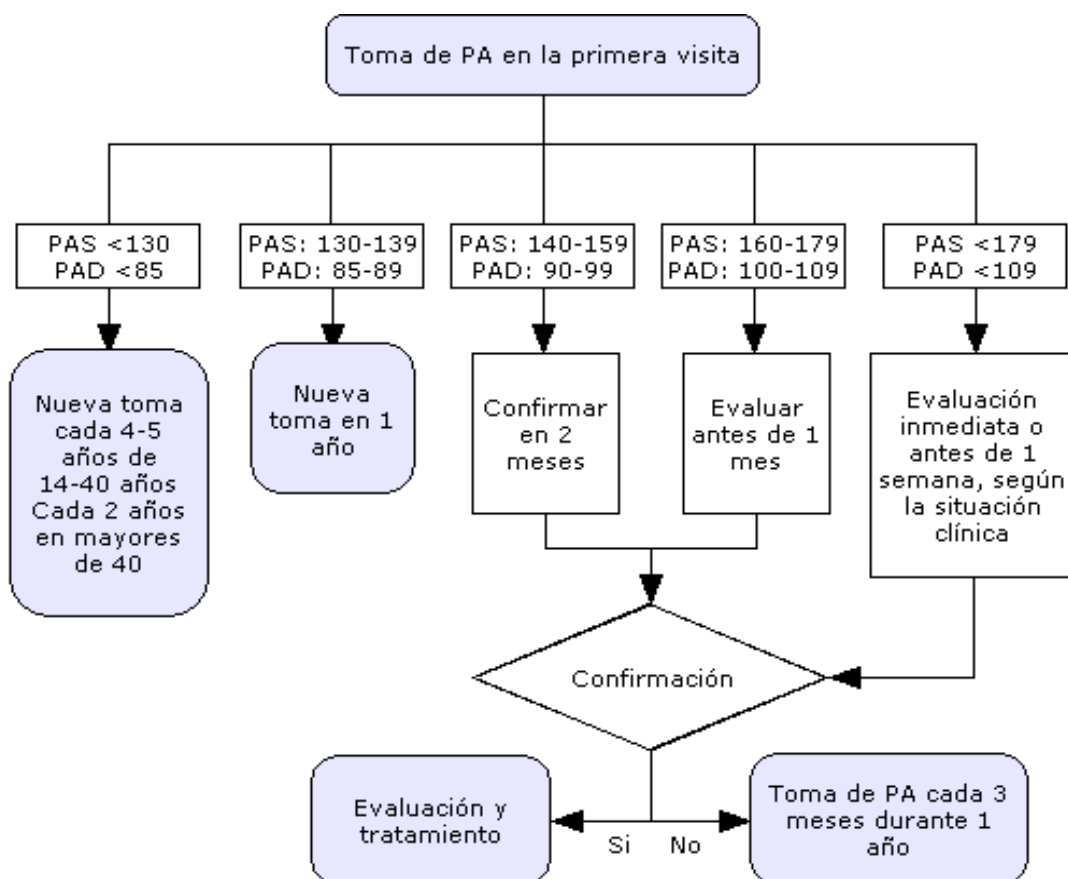 Toma de PA en la primera visita
PAS <130
PAD <85
PAS: 130-139
PAD: 85-89
PAS: 140-159
PAD: 90-99
PAS: 160-179
PAD: 100-109
PAS <179
PAD <109
Nueva toma
cada 4-5
años de
14-40 años
Cada 2 años
en mayores
de 40
Nueva
toma en 1
año
Confirmar
en 2
meses
Evaluar
antes de 1
mes
Evaluación
inmediata o
antes de 1
semana, según
la situación
clínica
Confirmación
Evaluación y
tratamiento
Si No
Toma de PA cada 3
meses durante 1
año